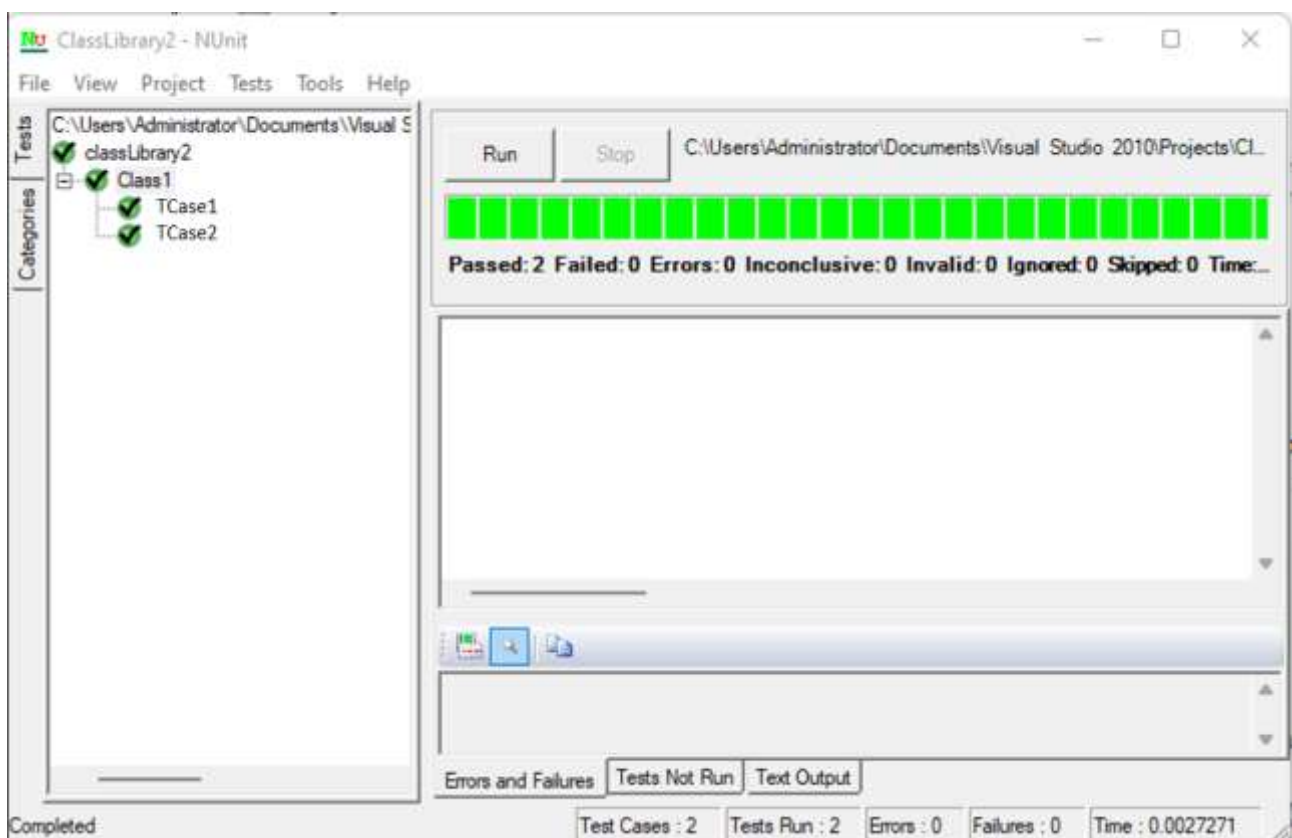 NU ClassLibrary2 - NUnit
File View Project Tests Tools Help
Tests
Categories
C:\Users\Administrator\Documents\Visual S
classLibrary2
Class1
TCase1
TCase2
Run Stop C:\Users\Administrator\Documents\Visual Studio 2010\Projects\Cl...
Passed: 2 Failed: 0 Errors: 0 Inconclusive: 0 Invalid: 0 Ignored: 0 Skipped: 0 Time:...
Errors and Failures Tests Not Run Text Output
Completed Test Cases : 2 Tests Run : 2 Errors : 0 Failures : 0 Time : 0.0027271